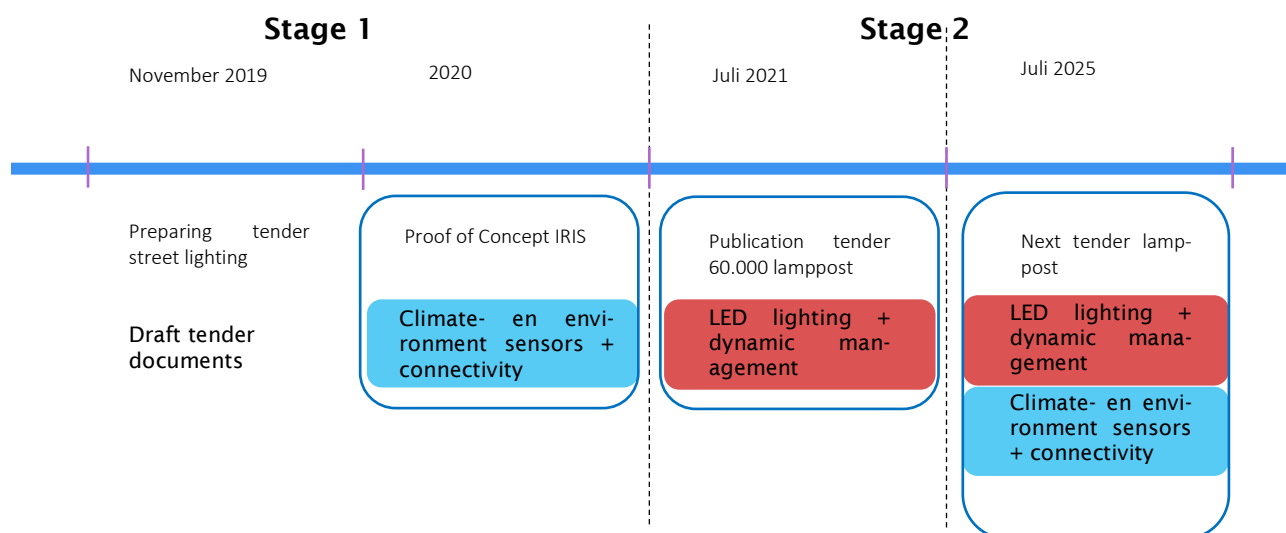 Stage 1
Stage 2
November 2019
2020
Juli 2021
Juli 2025
Preparing tender
street lighting
Draft tender
documents
Proof of Concept IRIS
Climate- en envi-
ronment sensors +
connectivity
Publication tender
60.000 lamppost
LED lighting +
dynamic man-
agement
Next tender lamp-
post
LED lighting +
dynamic mana-
gement
Climate- en envi-
ronment sensors
+ connectivity